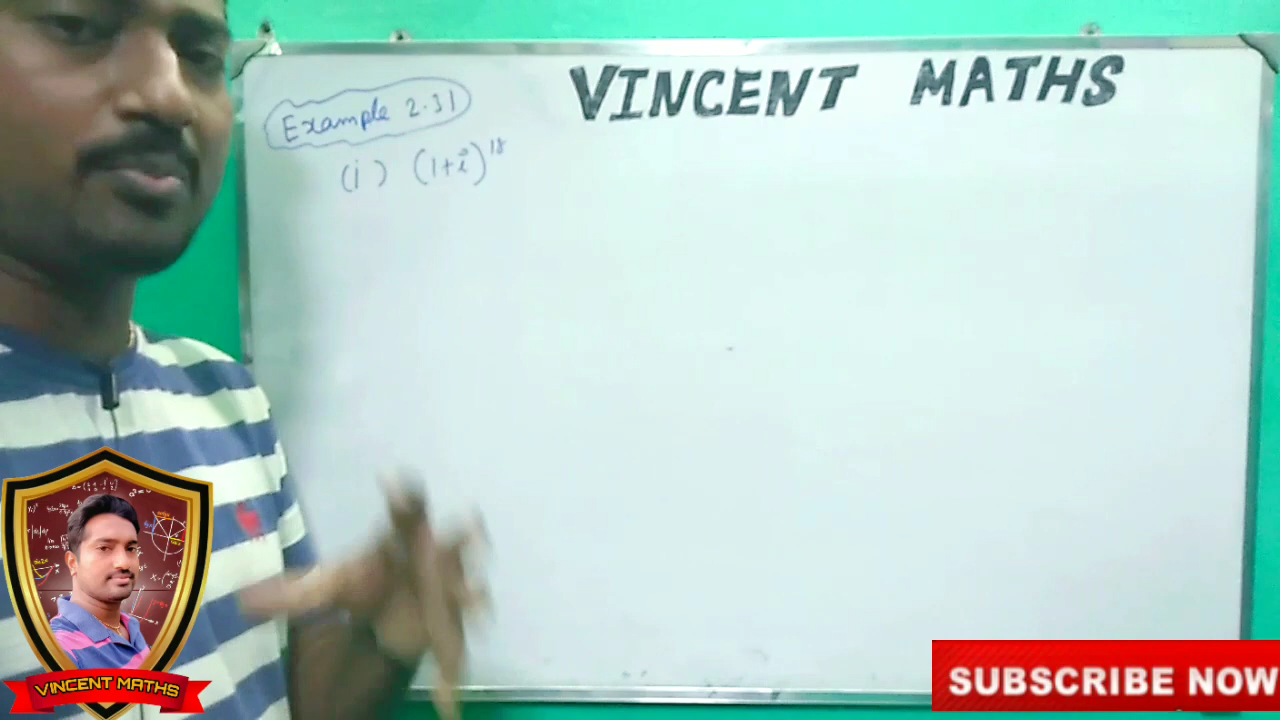 VINCENT MATHS
Example 2.31
(i) (1+i)^18
VINCENT MATHS
SUBSCRIBE NOW